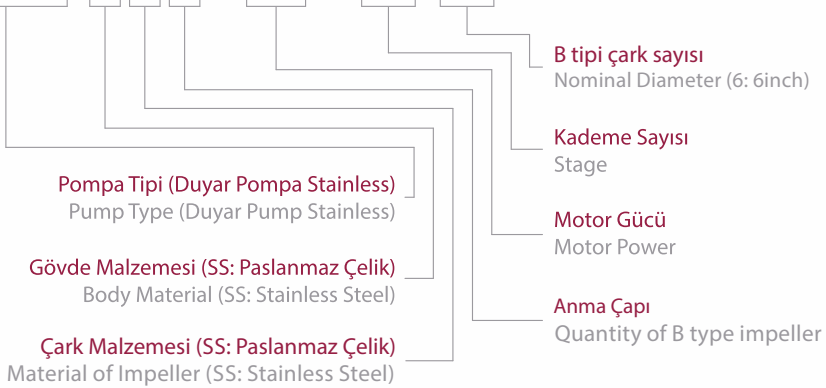 B tipi çark sayısı
Nominal Diameter (6: 6inch)
Kademe Sayısı
Stage
Pompa Tipi (Duyar Pompa Stainless)
Pump Type (Duyar Pump Stainless)
Motor Gücü
Motor Power
Gövde Malzemesi (SS: Paslanmaz Çelik)
Body Material (SS: Stainless Steel)
Anma Çapı
Quantity of B type impeller
Çark Malzemesi (SS: Paslanmaz Çelik)
Material of Impeller (SS: Stainless Steel)